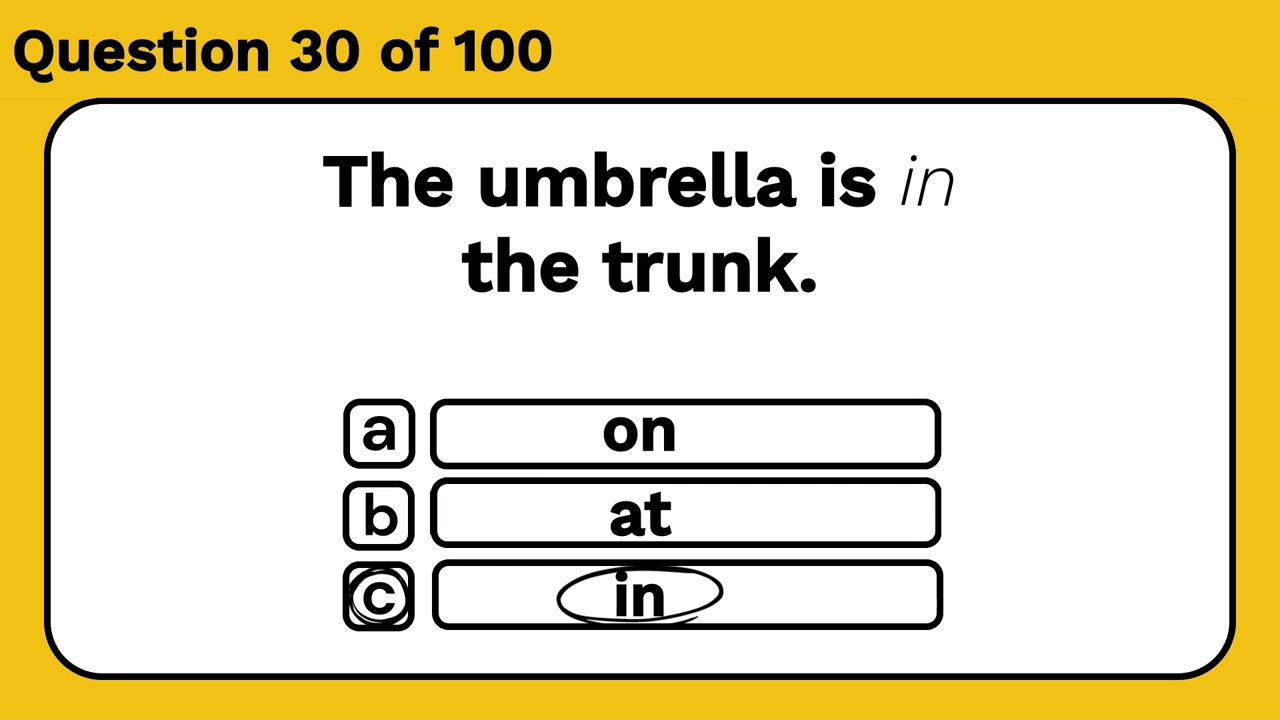 Question 30 of 100
The umbrella is in
the trunk.
a on
b at
c in